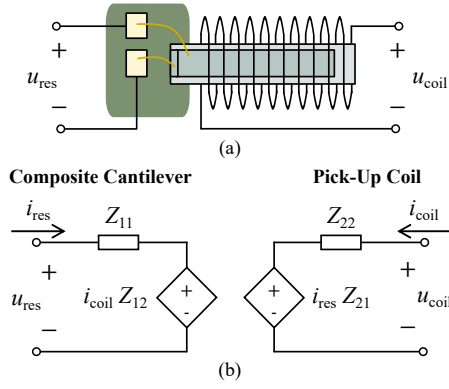 +
u_res
−
+
u_coil
−
(a)
Composite Cantilever
Pick-Up Coil
i_res
Z_11
Z_22
i_coil
+
u_res
−
i_coil Z_12
+
-
+
-
i_res Z_21
+
u_coil
−
(b)